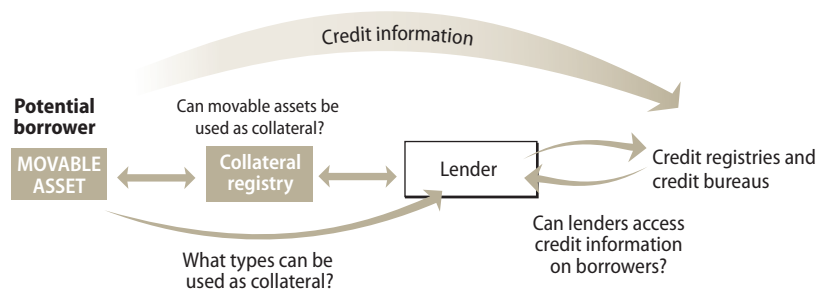 Credit information
Potential
borrower
MOVABLE
ASSET
Can movable assets be
used as collateral?
Collateral
registry
Lender
Credit registries and
credit bureaus
What types can be
used as collateral?
Can lenders access
credit information
on borrowers?